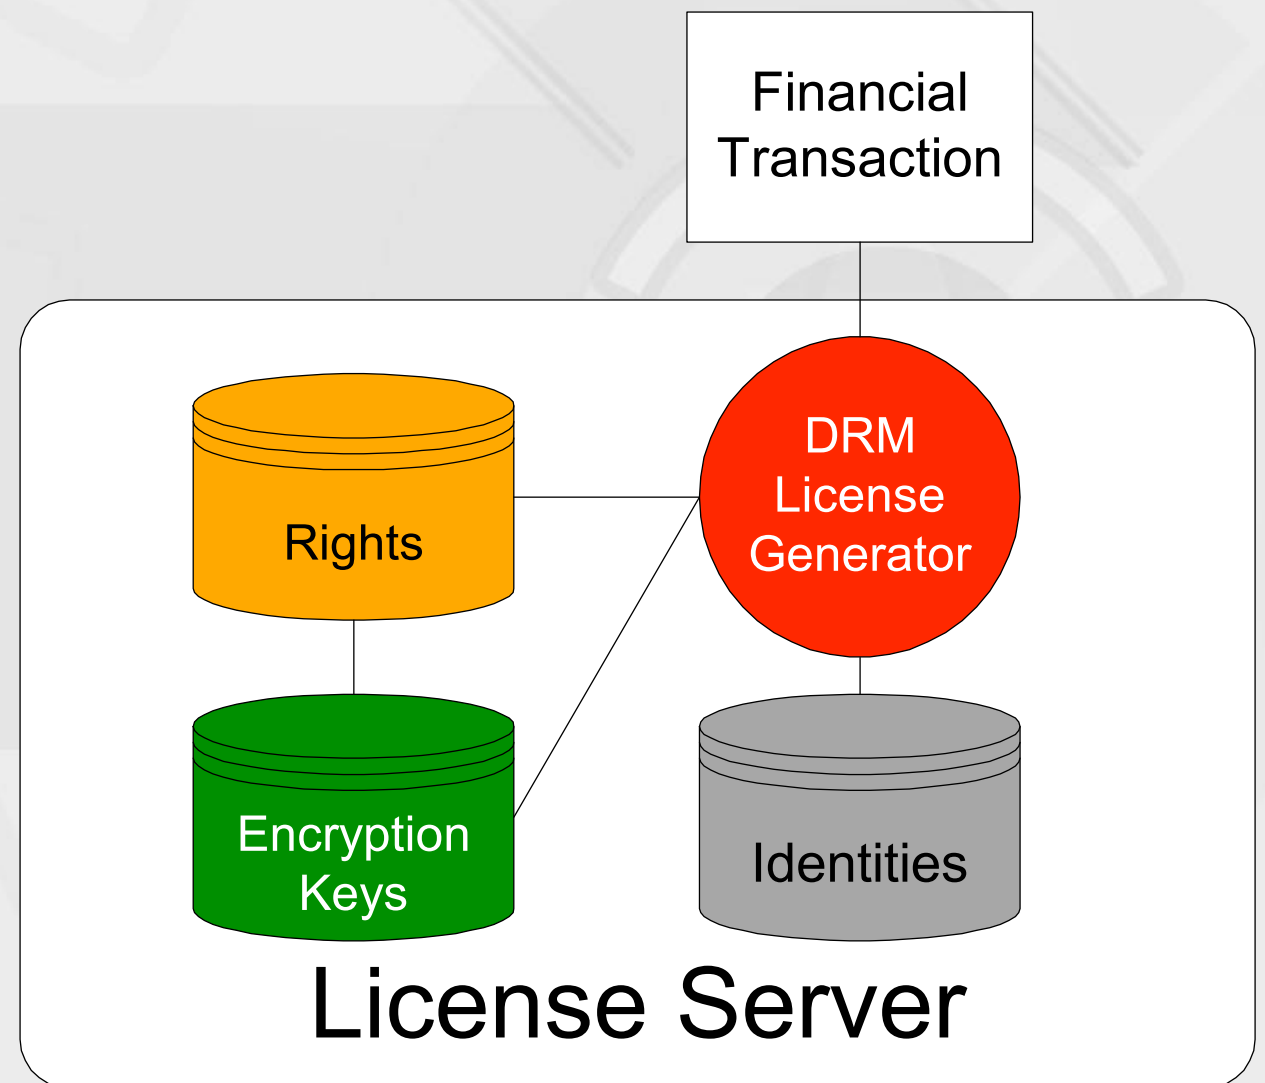 Financial
Transaction
DRM
License
Generator
Rights
Encryption
Keys
Identities
License Server